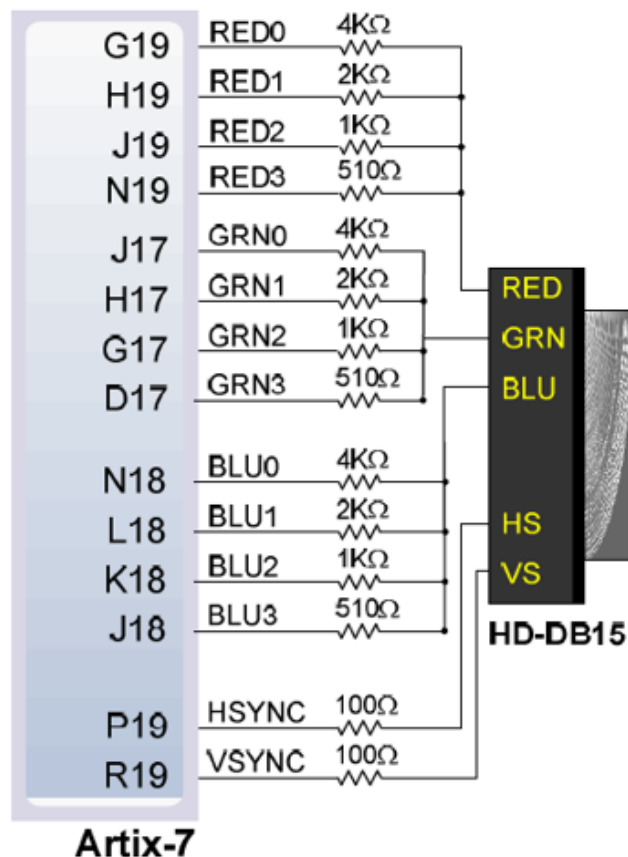 G19 RED0 4KΩ
H19 RED1 2KΩ
J19 RED2 1KΩ
N19 RED3 510Ω
J17 GRN0 4KΩ
H17 GRN1 2KΩ
G17 GRN2 1KΩ
D17 GRN3 510Ω
N18 BLU0 4KΩ
L18 BLU1 2KΩ
K18 BLU2 1KΩ
J18 BLU3 510Ω
P19 HSYNC 100Ω
R19 VSYNC 100Ω
Artix-7
RED
GRN
BLU
HS
VS
HD-DB15